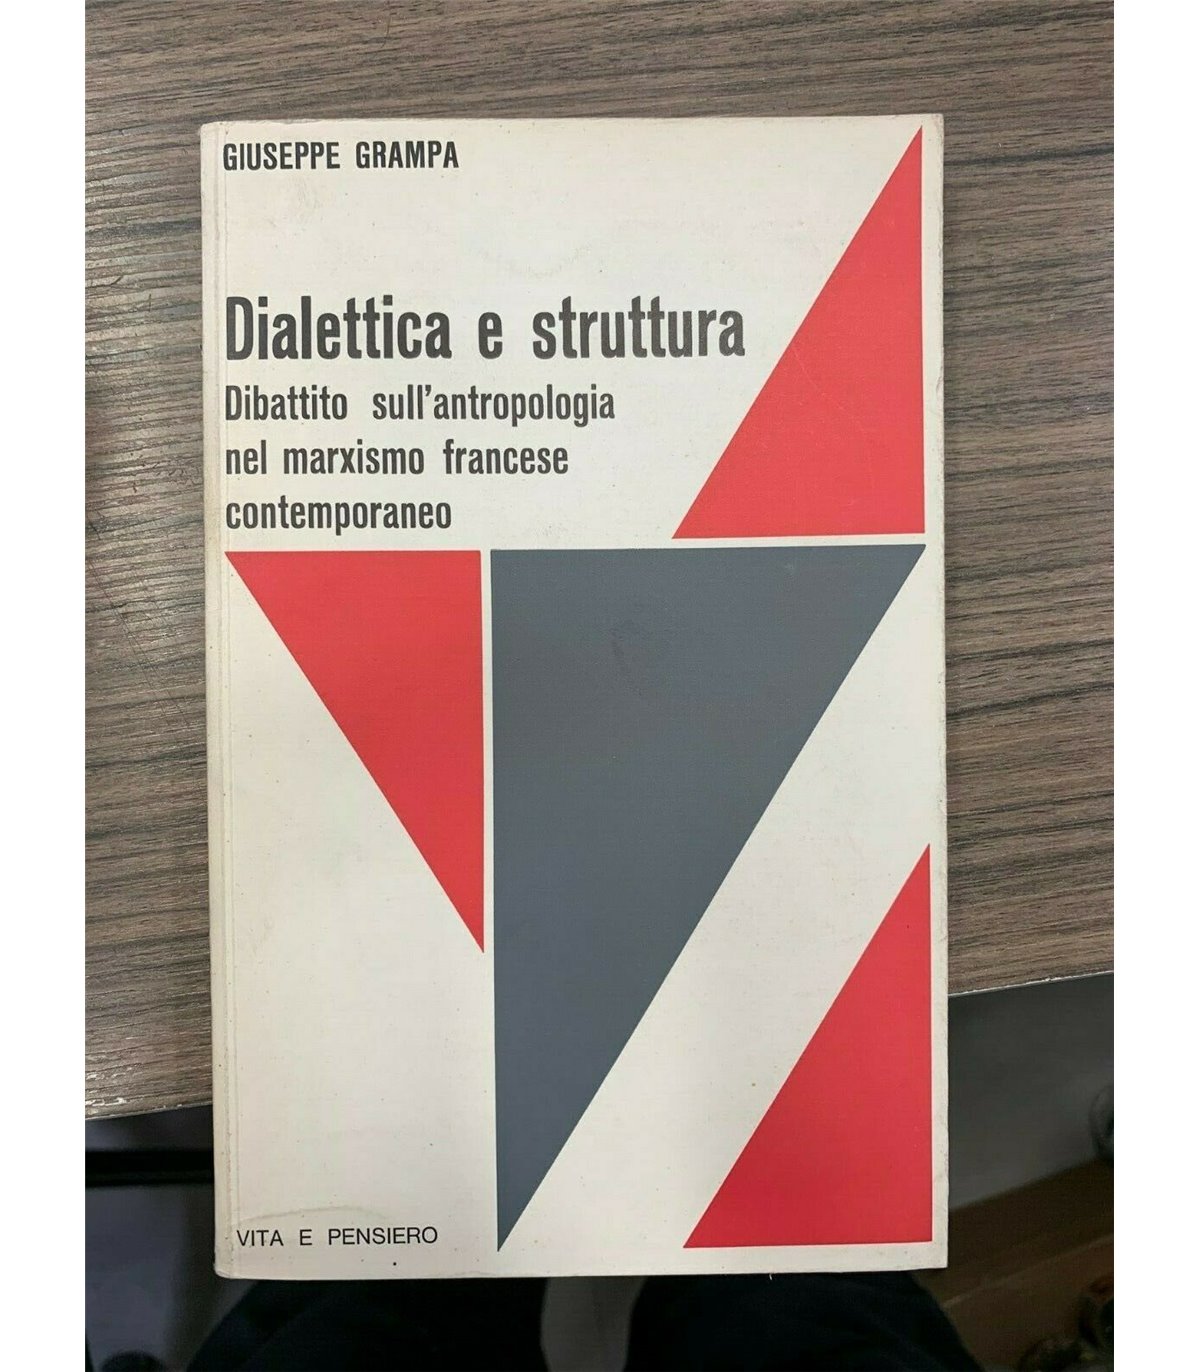 GIUSEPPE GRAMPA
Dialettica e struttura
Dibattito sull'antropologia
nel marxismo francese
contemporaneo
VITA E PENSIERO